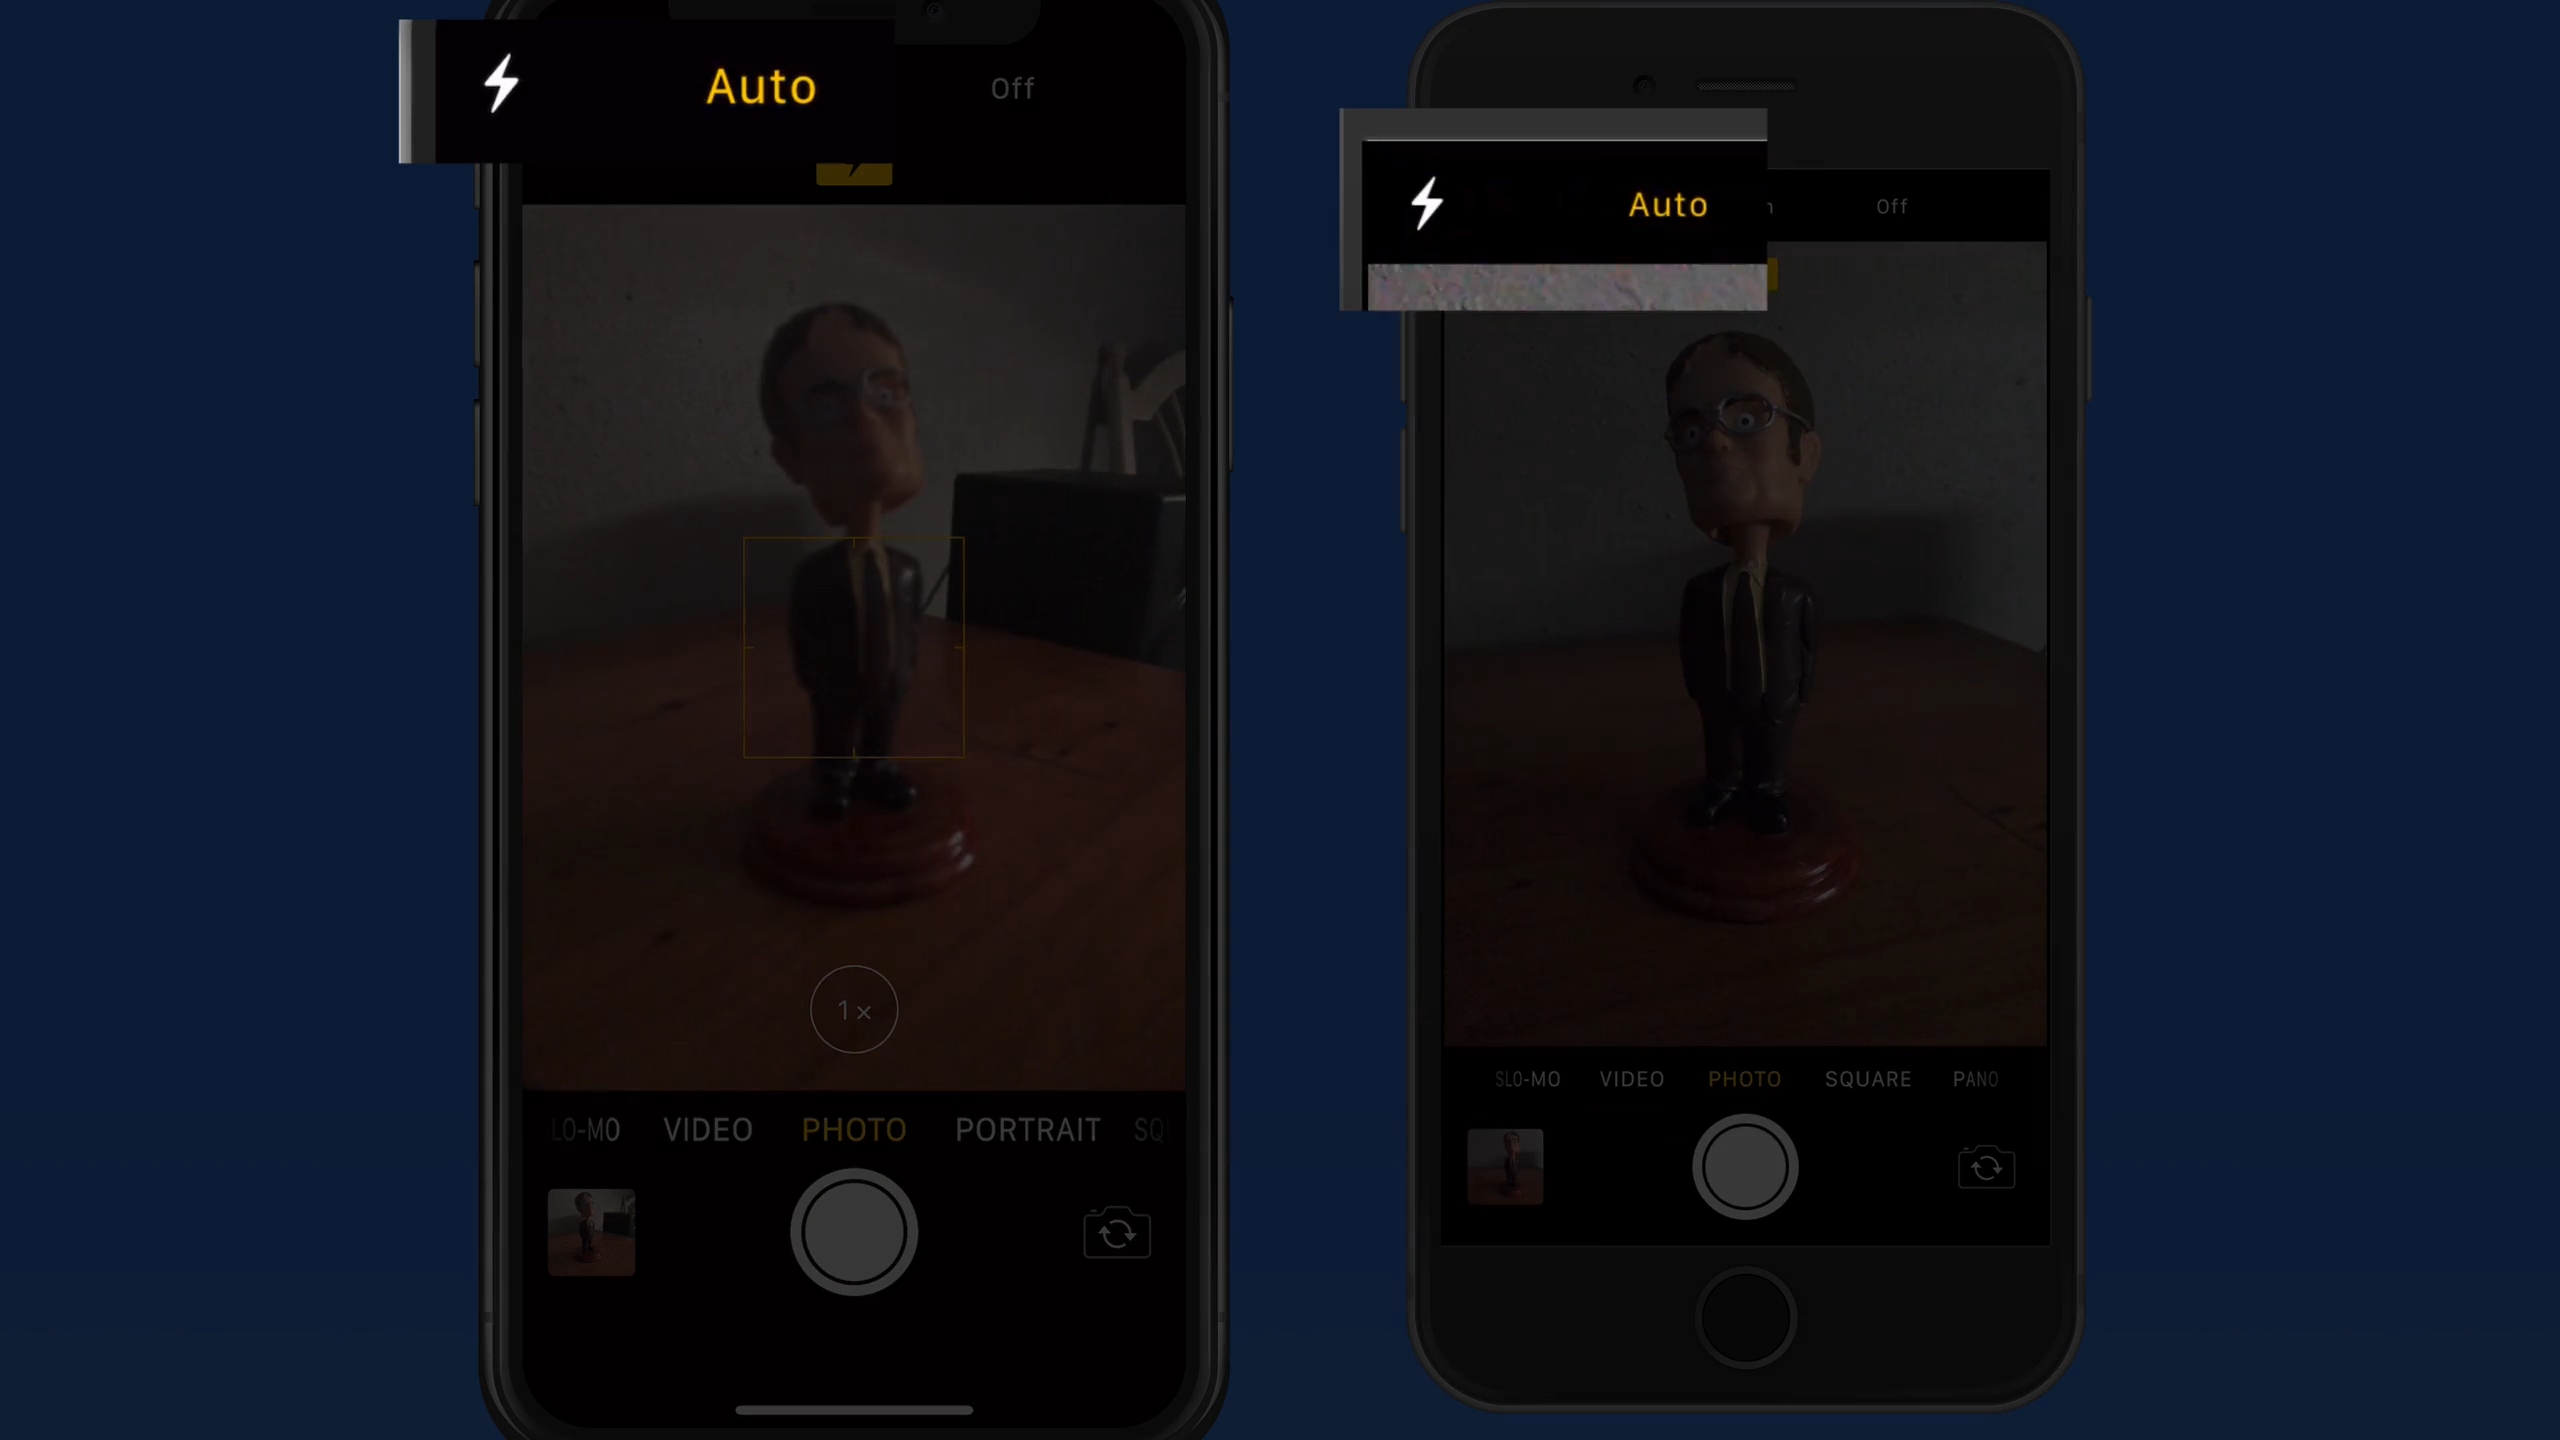 Auto
Off
1×
LO-MO VIDEO PHOTO PORTRAIT SQ
Auto
n
Off
SLO-MO VIDEO PHOTO SQUARE PANO